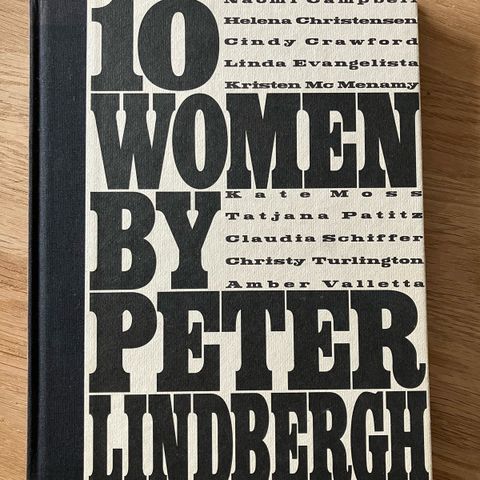 10
Naomi Campbell
Helena Christensen
Cindy Crawford
Linda Evangelista
Kristen Mc Menamy
WOMEN
BY
Kate Moss
Tatjana Patitz
Claudia Schiffer
Christy Turlington
Amber Valletta
PETER
LINDBERGH